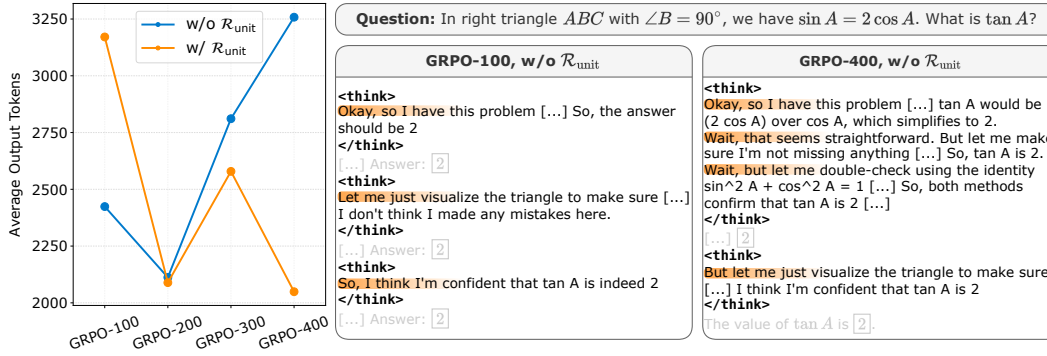 Average Output Tokens
3250
3000
2750
2500
2250
2000
w/o R_unit
w/ R_unit
GRPO-100
GRPO-200
GRPO-300
GRPO-400
Question: In right triangle ABC with ∠B = 90°, we have sin A = 2 cos A. What is tan A?
GRPO-100, w/o R_unit
<think>
Okay, so I have this problem [...] So, the answer
should be 2
</think>
[...] Answer: 2
<think>
Let me just visualize the triangle to make sure [...]
I don't think I made any mistakes here.
</think>
[...] Answer: 2
<think>
So, I think I'm confident that tan A is indeed 2
</think>
[...] Answer: 2
GRPO-400, w/o R_unit
<think>
Okay, so I have this problem [...] tan A would be
(2 cos A) over cos A, which simplifies to 2.
Wait, that seems straightforward. But let me make
sure I'm not missing anything [...] So, tan A is 2.
Wait, but let me double-check using the identity
sin^2 A + cos^2 A = 1 [...] So, both methods
confirm that tan A is 2 [...]
</think>
[...] 2
<think>
But let me just visualize the triangle to make sure
[...] I think I'm confident that tan A is 2
</think>
The value of tan A is 2.